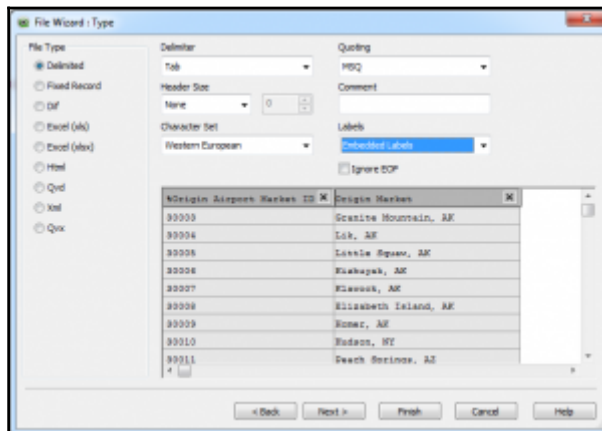 File Wizard : Type
File Type
Delimited
Fixed Record
Dif
Excel (xls)
Excel (xlsx)
Html
Qvd
Xml
Qvx
Delimiter
Tab
Header Size
None
0
Character Set
Western European
Quoting
MSQ
Comment
Labels
Embedded Labels
Ignore EOF
%Origin Airport Market ID Origin Market
30003 Granite Mountain, AK
30004 Lik, AK
30005 Little Squaw, AK
30006 Kizhuyak, AK
30007 Klawock, AK
30008 Elizabeth Island, AK
30009 Homer, AK
30010 Hudson, NY
30011 Peach Springs, AZ
< Back
Next >
Finish
Cancel
Help